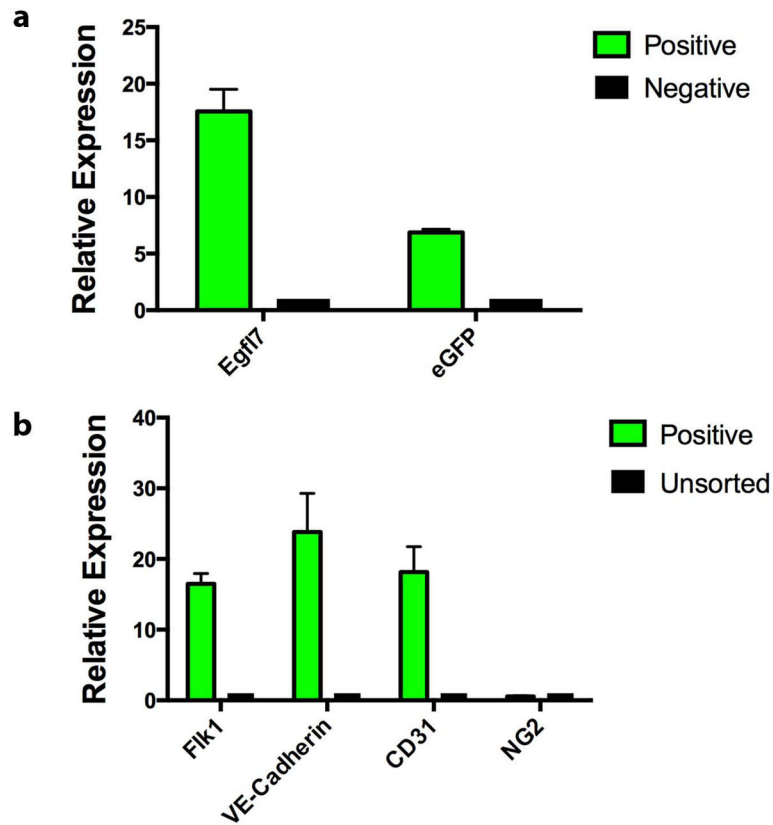 a
Relative Expression
25
20
15
10
5
0
Egfl7
eGFP
Positive
Negative
b
Relative Expression
40
30
20
10
0
Flk1
VE-Cadherin
CD31
NG2
Positive
Unsorted